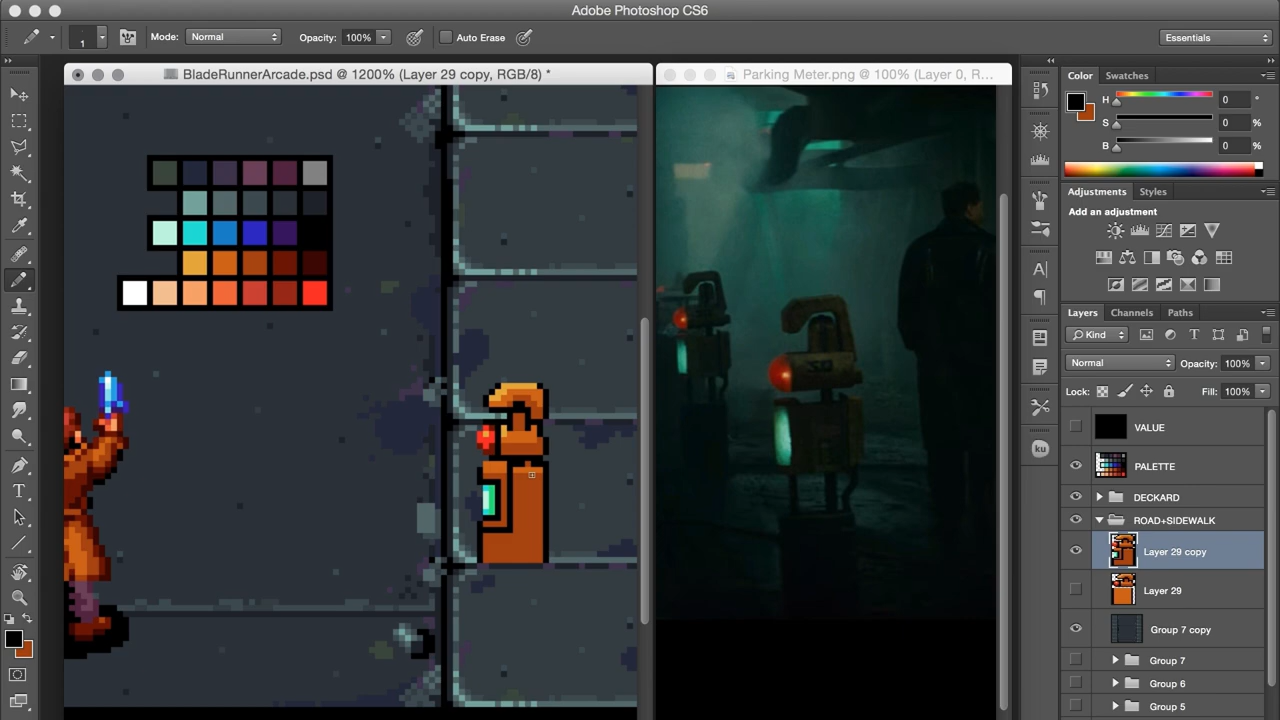 Adobe Photoshop CS6
1
Mode:
Normal
Opacity:
100%
Auto Erase
Essentials
BladeRunnerArcade.psd @ 1200% (Layer 29 copy, RGB/8) *
Parking Meter.png @ 100% (Layer 0, R...
Color
Swatches
H
0
°
S
0
%
B
0
%
Adjustments
Styles
Add an adjustment
Layers
Channels
Paths
Kind
Normal
Opacity:
100%
Lock:
Fill:
100%
VALUE
PALETTE
DECKARD
ROAD+SIDEWALK
Layer 29 copy
Layer 29
Group 7 copy
Group 7
Group 6
Group 5
ku